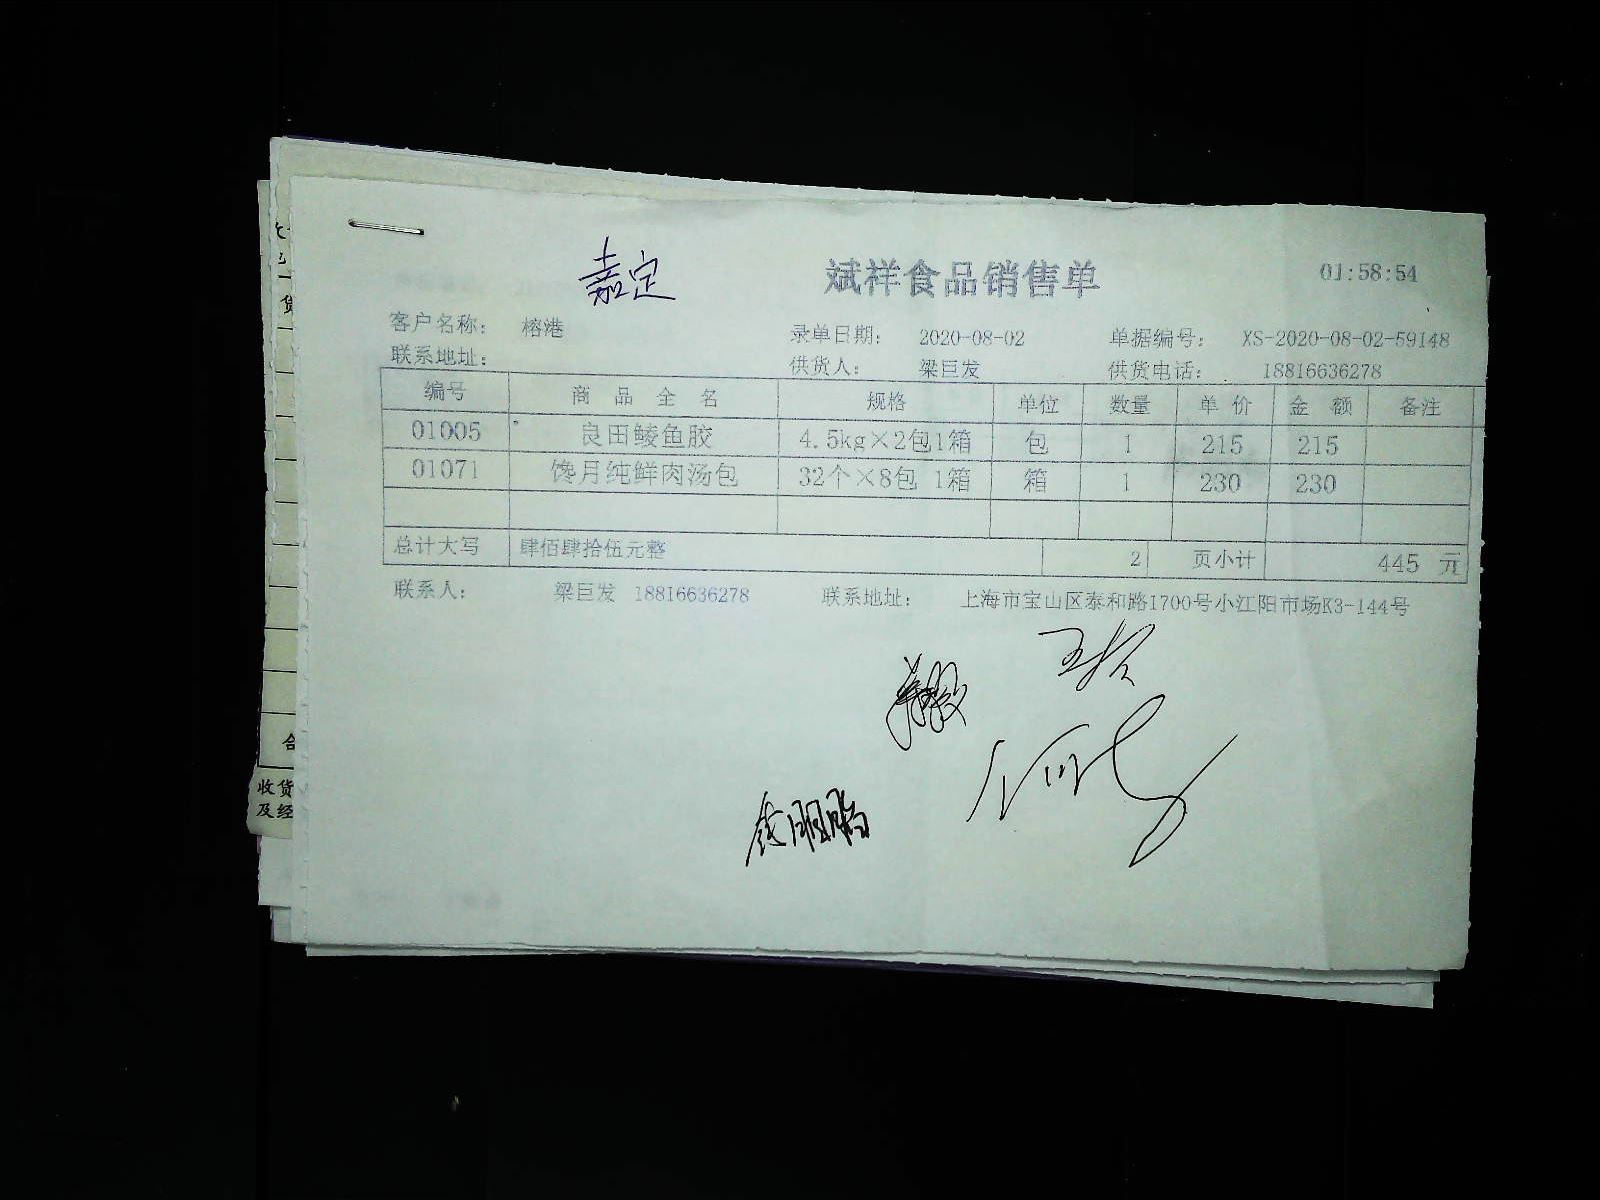 嘉定
斌祥食品销售单 01:58:54
客户名称： 榕港 录单日期： 2020-08-02 单据编号： XS-2020-08-02-59148
联系地址： 供货人： 梁巨发 供货电话： 18816636278
编号 商品全名 规格 单位 数量 单价 金额 备注
01005 良田鲮鱼胶 4.5kg×2包1箱 包 1 215 215
01071 馋月纯鲜肉汤包 32个×8包 1箱 箱 1 230 230
总计大写 肆佰肆拾伍元整 2 页小计 445 元
联系人： 梁巨发 18816636278 联系地址： 上海市宝山区泰和路1700号小江阳市场K3-144号
货
合
收货
及经